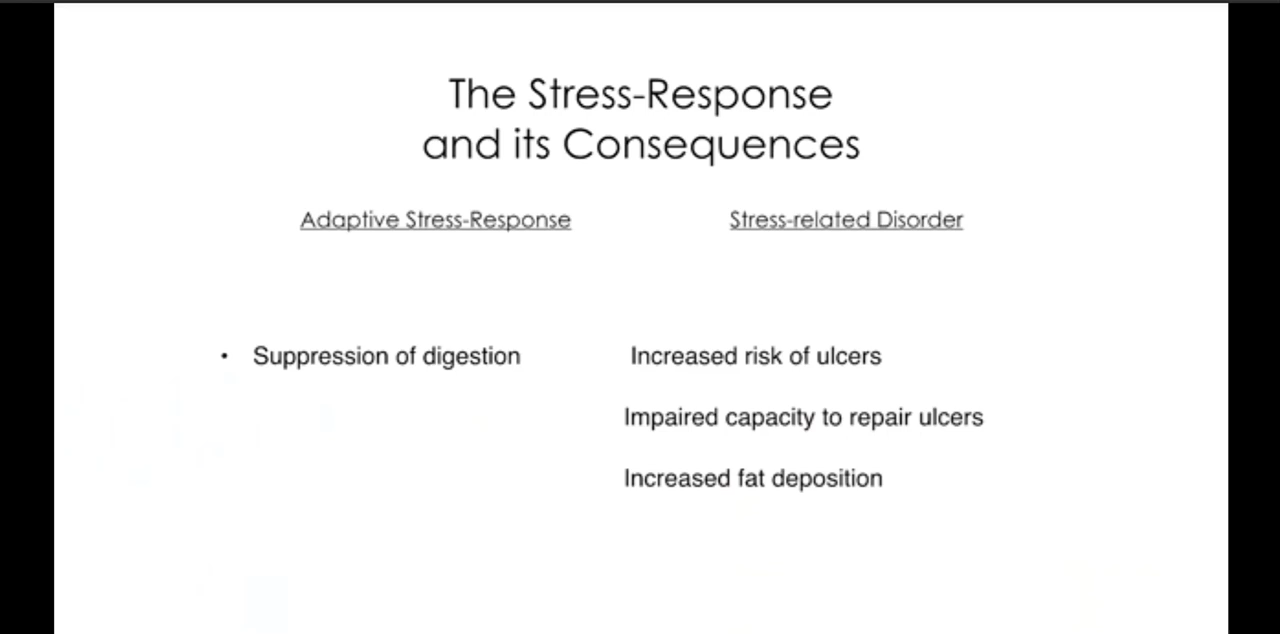 The Stress-Response
and its Consequences
Adaptive Stress-Response
Stress-related Disorder
• Suppression of digestion
Increased risk of ulcers
Impaired capacity to repair ulcers
Increased fat deposition